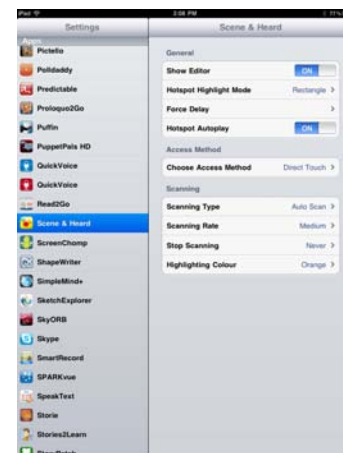 iPad
2:08 PM
77%
Settings
Scene & Heard
Apps
Pictello
Polldaddy
Predictable
Proloquo2Go
Puffin
PuppetPals HD
QuickVoice
QuickVoice
Read2Go
Scene & Heard
ScreenChomp
ShapeWriter
SimpleMind+
SketchExplorer
SkyORB
Skype
SmartRecord
SPARKvue
SpeakText
Storie
Stories2Learn
General
Show Editor ON
Hotspot Highlight Mode Rectangle >
Force Delay >
Hotspot Autoplay ON
Access Method
Choose Access Method Direct Touch >
Scanning
Scanning Type Auto Scan >
Scanning Rate Medium >
Stop Scanning Never >
Highlighting Colour Orange >